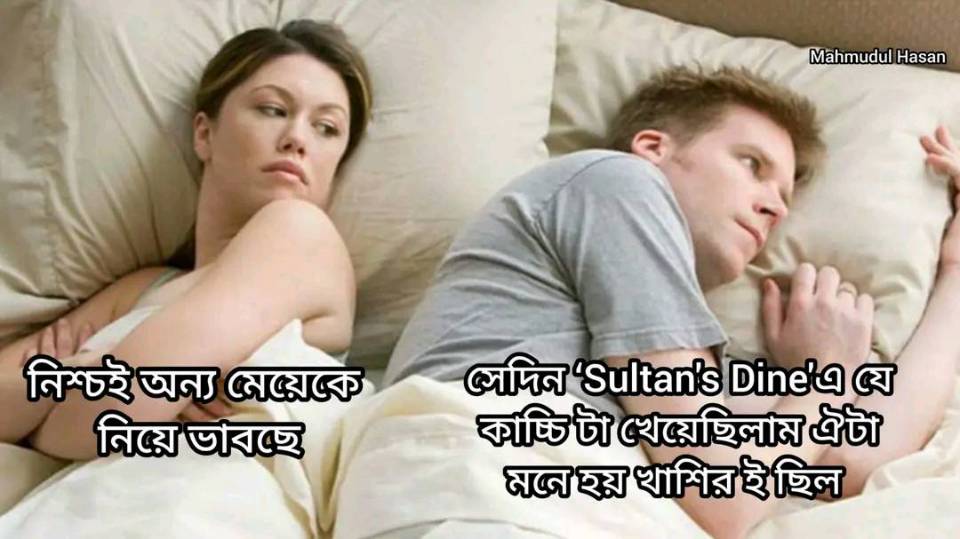 Mahmudul Hasan
নিশ্চই অন্য মেয়েকে
নিয়ে ভাবছে
সেদিন ‘Sultan's Dine'এ যে
কাচ্চি টা খেয়েছিলাম ঐটা
মনে হয় খাশির ই ছিল